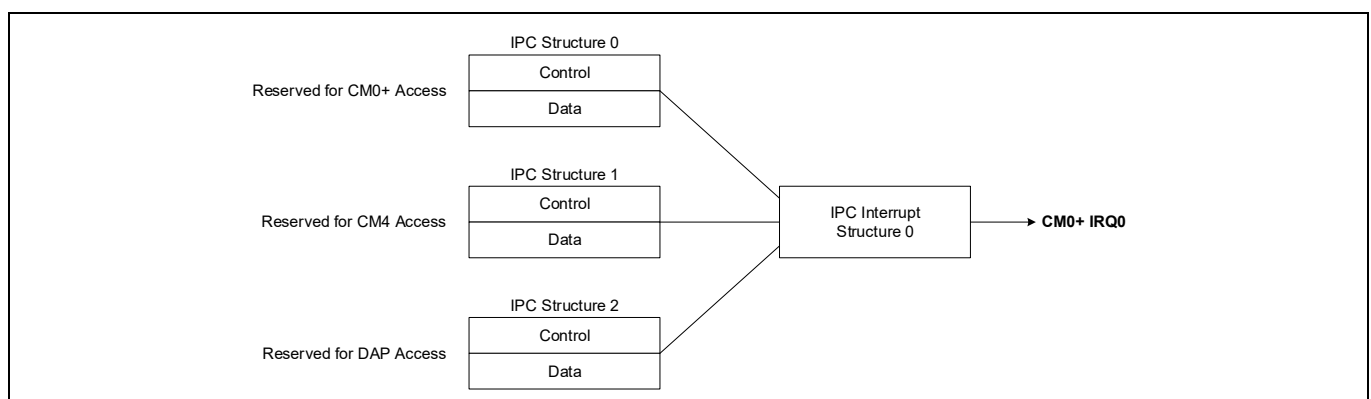 IPC Structure 0
Reserved for CM0+ Access
Control
Data
IPC Structure 1
Reserved for CM4 Access
Control
Data
IPC Structure 2
Reserved for DAP Access
Control
Data
IPC Interrupt
Structure 0
CM0+ IRQ0